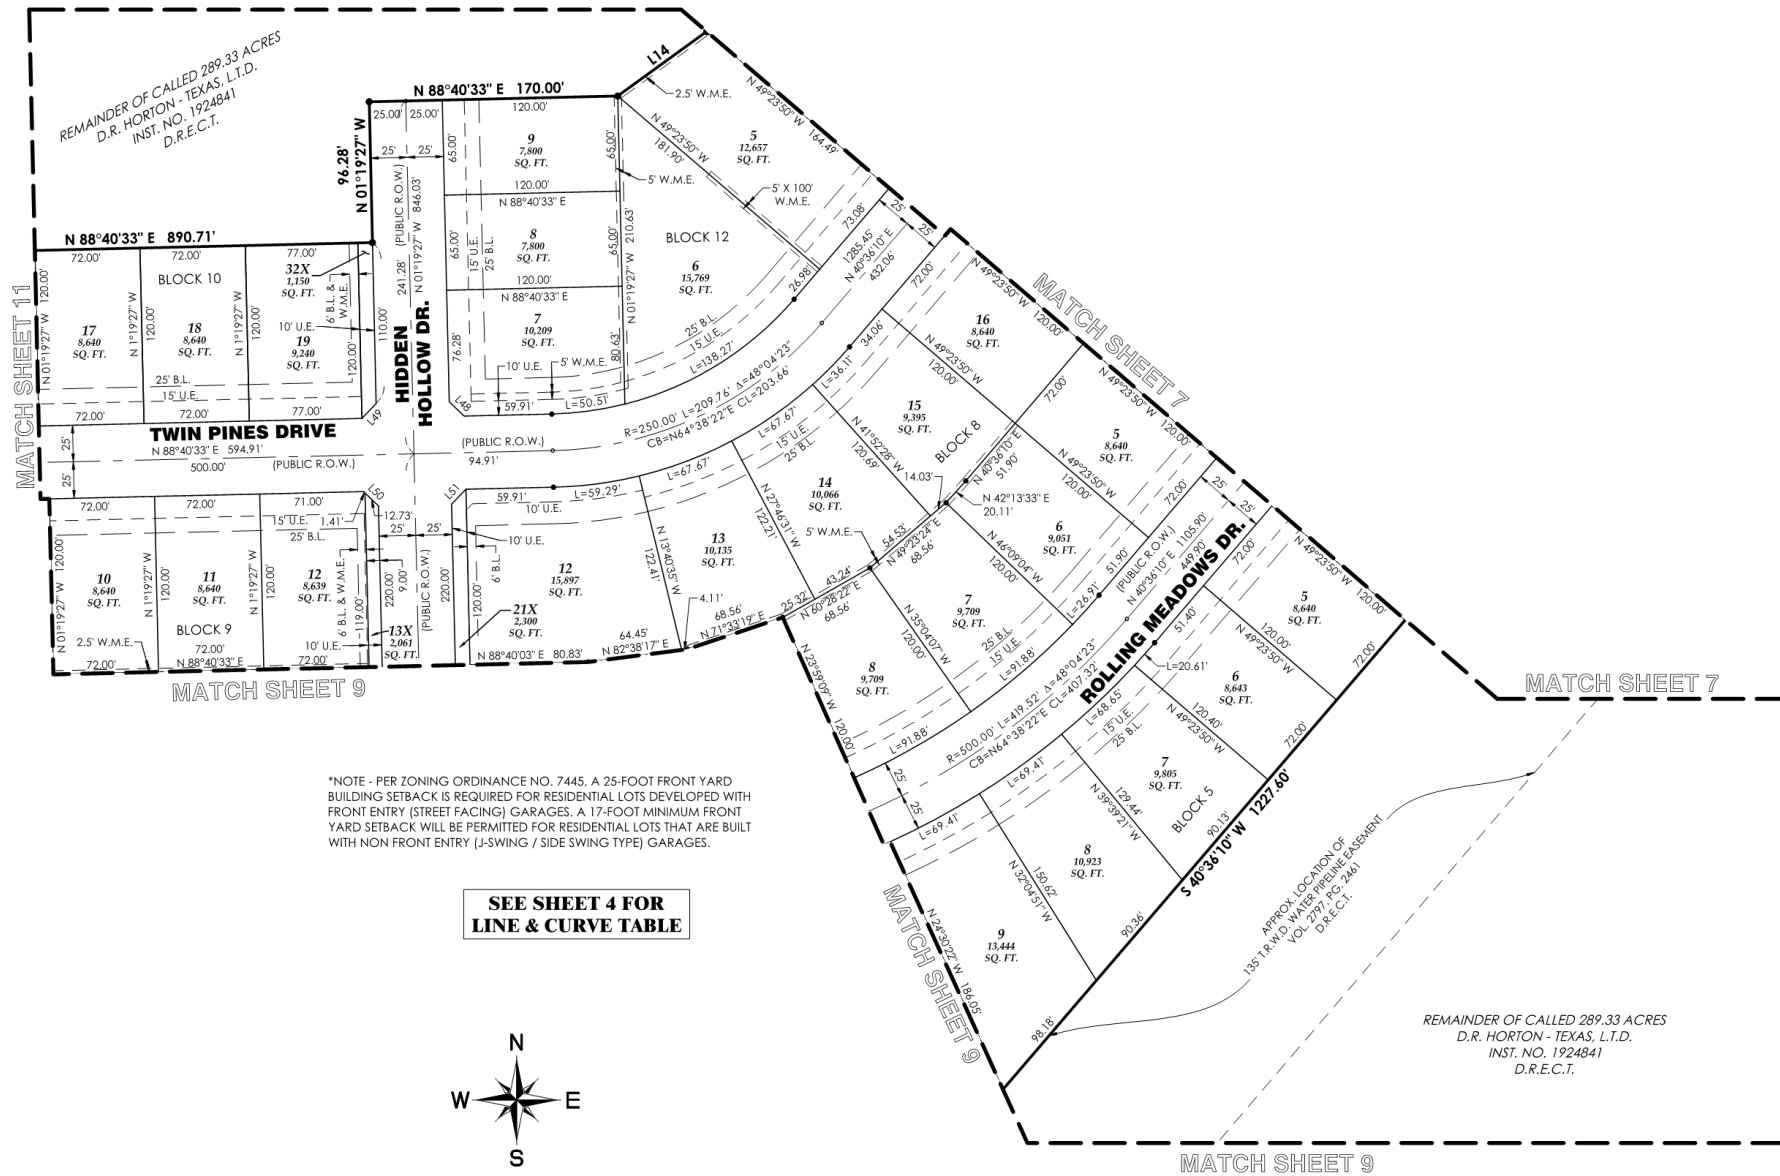 REMAINDER OF CALLED 289.33 ACRES
D.R. HORTON - TEXAS, L.T.D.
INST. NO. 1924841
D.R.E.C.T.
N 88°40'33" E 170.00'
L14
2.5' W.M.E.
N 49°23'50" W 164.49'
25.00'
25.00'
120.00'
96.28'
N 01°19'27" W
25'
25'
65.00'
9
7,800
SQ. FT.
65.00'
N 49°23'50" W
181.90'
5
12,657
SQ. FT.
5' W.M.E.
5' X 100'
W.M.E.
120.00'
N 88°40'33" E
(PUBLIC R.O.W.)
N 01°19'27" W 846.03'
241.28'
65.00'
15' U.E.
25' B.L.
8
7,800
SQ. FT.
65.00'
N 01°19'27" W 210.63'
BLOCK 12
6
15,769
SQ. FT.
120.00'
N 88°40'33" E
73.08'
26.98'
25'
25'
1285.45'
N 40°36'10" E
432.06'
N 88°40'33" E 890.71'
72.00'
72.00'
77.00'
BLOCK 10
32X
1,150
SQ. FT.
MATCH SHEET 11
N 01°19'27" W 120.00'
17
8,640
SQ. FT.
N 1°19'27" W
120.00'
18
8,640
SQ. FT.
N 1°19'27" W
120.00'
6' B.L. &
W.M.E.
10' U.E.
19
9,240
SQ. FT.
120.00'
110.00'
HIDDEN
HOLLOW DR.
25' B.L.
15' U.E.
72.00'
72.00'
77.00'
L49
76.28'
7
10,209
SQ. FT.
80.63'
25' B.L.
15' U.E.
L=138.27'
10' U.E.
5' W.M.E.
L48
59.91'
L=50.51'
TWIN PINES DRIVE
N 88°40'33" E 594.91'
500.00'
(PUBLIC R.O.W.)
25'
25'
(PUBLIC R.O.W.)
94.91'
R=250.00' L=209.76' Δ=48°04'23"
CB=N64°38'22"E CL=203.66'
72.00'
34.06'
L=36.11'
N 49°23'50" W
120.00'
MATCH SHEET 7
16
8,640
SQ. FT.
N 49°23'50" W
120.00'
72.00'
N 49°23'50" W
120.00'
15
9,395
SQ. FT.
BLOCK 8
N 40°36'10" E
51.90'
5
8,640
SQ. FT.
N 49°23'50" W
120.00'
72.00'
25'
25'
L=67.67'
15' U.E.
25' B.L.
N 41°52'28" W
120.69'
L=67.67'
L50
L51
59.91'
L=59.29'
10' U.E.
72.00'
72.00'
71.00'
15' U.E.
25' B.L.
1.41'
12.73'
25'
25'
10' U.E.
14
10,066
SQ. FT.
14.03'
N 42°13'33" E
20.11'
6
9,051
SQ. FT.
N 46°09'04" W
120.00'
51.90'
L=26.91'
(PUBLIC R.O.W.)
N 40°36'10" E 1105.90'
449.90'
ROLLING MEADOWS DR.
72.00'
N 49°23'50" W
120.00'
N 27°46'31" W
122.21'
5' W.M.E.
54.53'
N 49°23'24" E
68.56'
13
10,135
SQ. FT.
N 13°40'35" W
122.41'
43.24'
N 60°28'22" E
68.56'
25.32'
N 01°19'27" W 120.00'
10
8,640
SQ. FT.
N 1°19'27" W
120.00'
11
8,640
SQ. FT.
N 1°19'27" W
120.00'
12
8,639
SQ. FT.
6' B.L. & W.M.E.
119.00'
220.00'
9.00'
(PUBLIC R.O.W.)
220.00'
120.00'
6' B.L.
12
15,897
SQ. FT.
21X
2,300
SQ. FT.
13X
2,061
SQ. FT.
10' U.E.
BLOCK 9
2.5' W.M.E.
72.00'
72.00'
N 88°40'33" E
72.00'
N 88°40'03" E 80.83'
64.45'
N 82°38'17" E
4.11'
68.56'
N 71°33'19" E
MATCH SHEET 9
7
9,709
SQ. FT.
N 35°04'07" W
120.00'
25' B.L.
15' U.E.
L=91.88'
8
9,709
SQ. FT.
N 23°59'09" W
120.00'
L=91.88'
R=500.00' L=419.52' Δ=48°04'23"
CB=N64°38'22"E CL=407.32'
25'
25'
51.40'
L=20.61'
5
8,640
SQ. FT.
120.00'
N 49°23'50" W
72.00'
6
8,643
SQ. FT.
120.40'
N 49°23'50" W
72.00'
L=68.65'
15' U.E.
25' B.L.
L=69.41'
L=69.41'
7
9,805
SQ. FT.
BLOCK 5
129.44'
N 39°39'21" W
90.13'
S 40°36'10" W 1227.60'
8
10,923
SQ. FT.
150.62'
N 32°04'51" W
90.36'
9
13,444
SQ. FT.
N 24°30'22" W 186.05'
MATCH SHEET 9
98.18'
MATCH SHEET 7
APPROX. LOCATION OF
135' T.R.W.D. WATER PIPELINE EASEMENT
VOL. 2797, PG. 2461
D.R.E.C.T.
*NOTE - PER ZONING ORDINANCE NO. 7445, A 25-FOOT FRONT YARD
BUILDING SETBACK IS REQUIRED FOR RESIDENTIAL LOTS DEVELOPED WITH
FRONT ENTRY (STREET FACING) GARAGES. A 17-FOOT MINIMUM FRONT
YARD SETBACK WILL BE PERMITTED FOR RESIDENTIAL LOTS THAT ARE BUILT
WITH NON FRONT ENTRY (J-SWING / SIDE SWING TYPE) GARAGES.
SEE SHEET 4 FOR
LINE & CURVE TABLE
N
W
E
S
REMAINDER OF CALLED 289.33 ACRES
D.R. HORTON - TEXAS, L.T.D.
INST. NO. 1924841
D.R.E.C.T.
MATCH SHEET 9